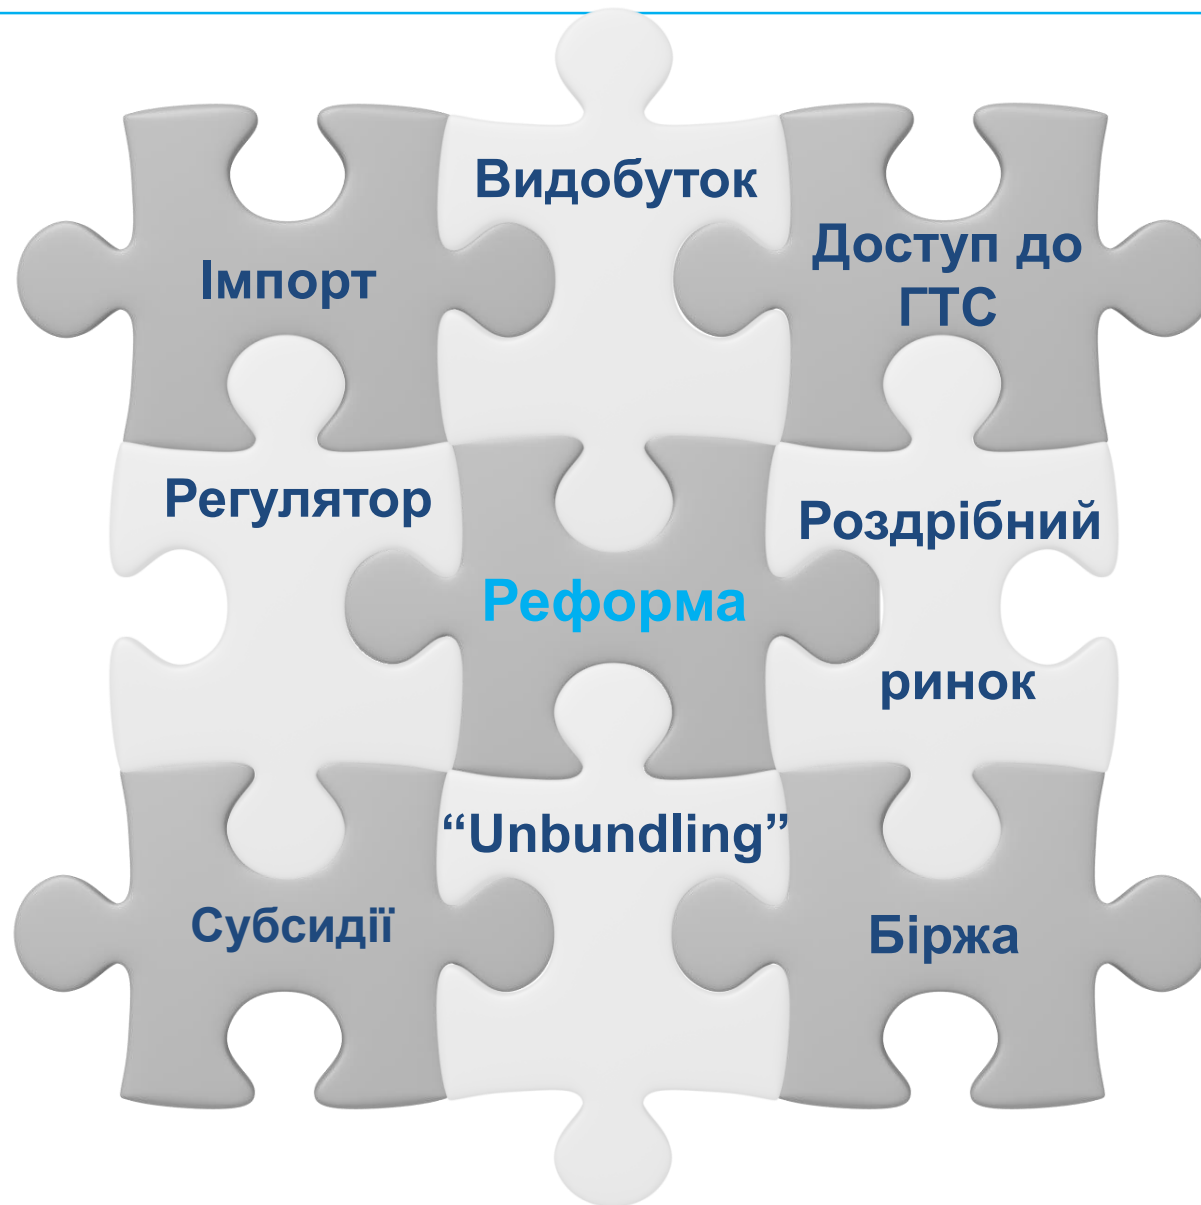 Імпорт
Видобуток
Доступ до
ГТС
Регулятор
Реформа
Роздрібний
ринок
Субсидії
“Unbundling”
Біржа